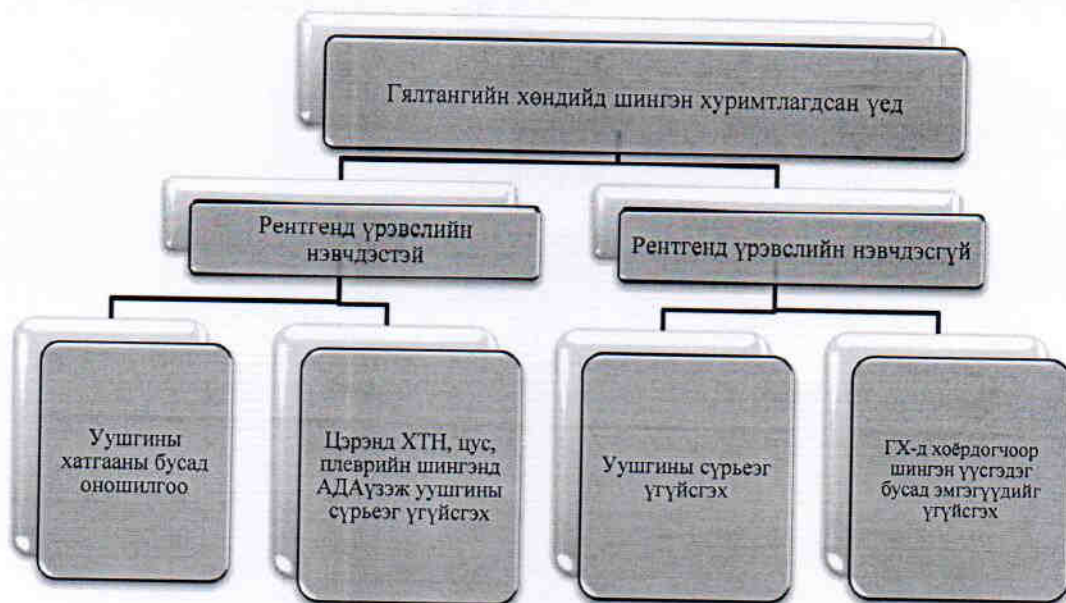 Гялтангийн хөндийд шингэн хуримтлагдсан үед
Рентгенд үрэвслийн
нэвчдэстэй
Рентгенд үрэвслийн нэвчдэсгүй
Уушгины
хатгааны бусад
оношилгоо
Цэрэнд ХТН, цус,
плеврийн шингэнд
АДАүзэж уушгины
сүрьеэг үгүйсгэх
Уушгины сүрьеэг
үгүйсгэх
ГХ-д хоёрдогчоор
шингэн үүсгэдэг
бусад эмгэгүүдийг
үгүйсгэх